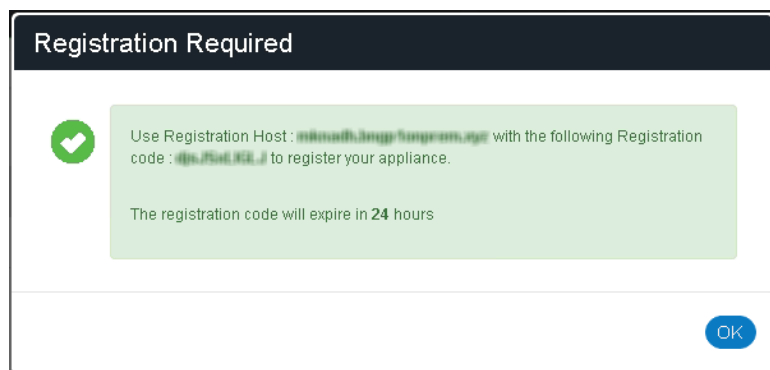 Registration Required
Use Registration Host : with the following Registration
code : to register your appliance.
The registration code will expire in 24 hours
OK